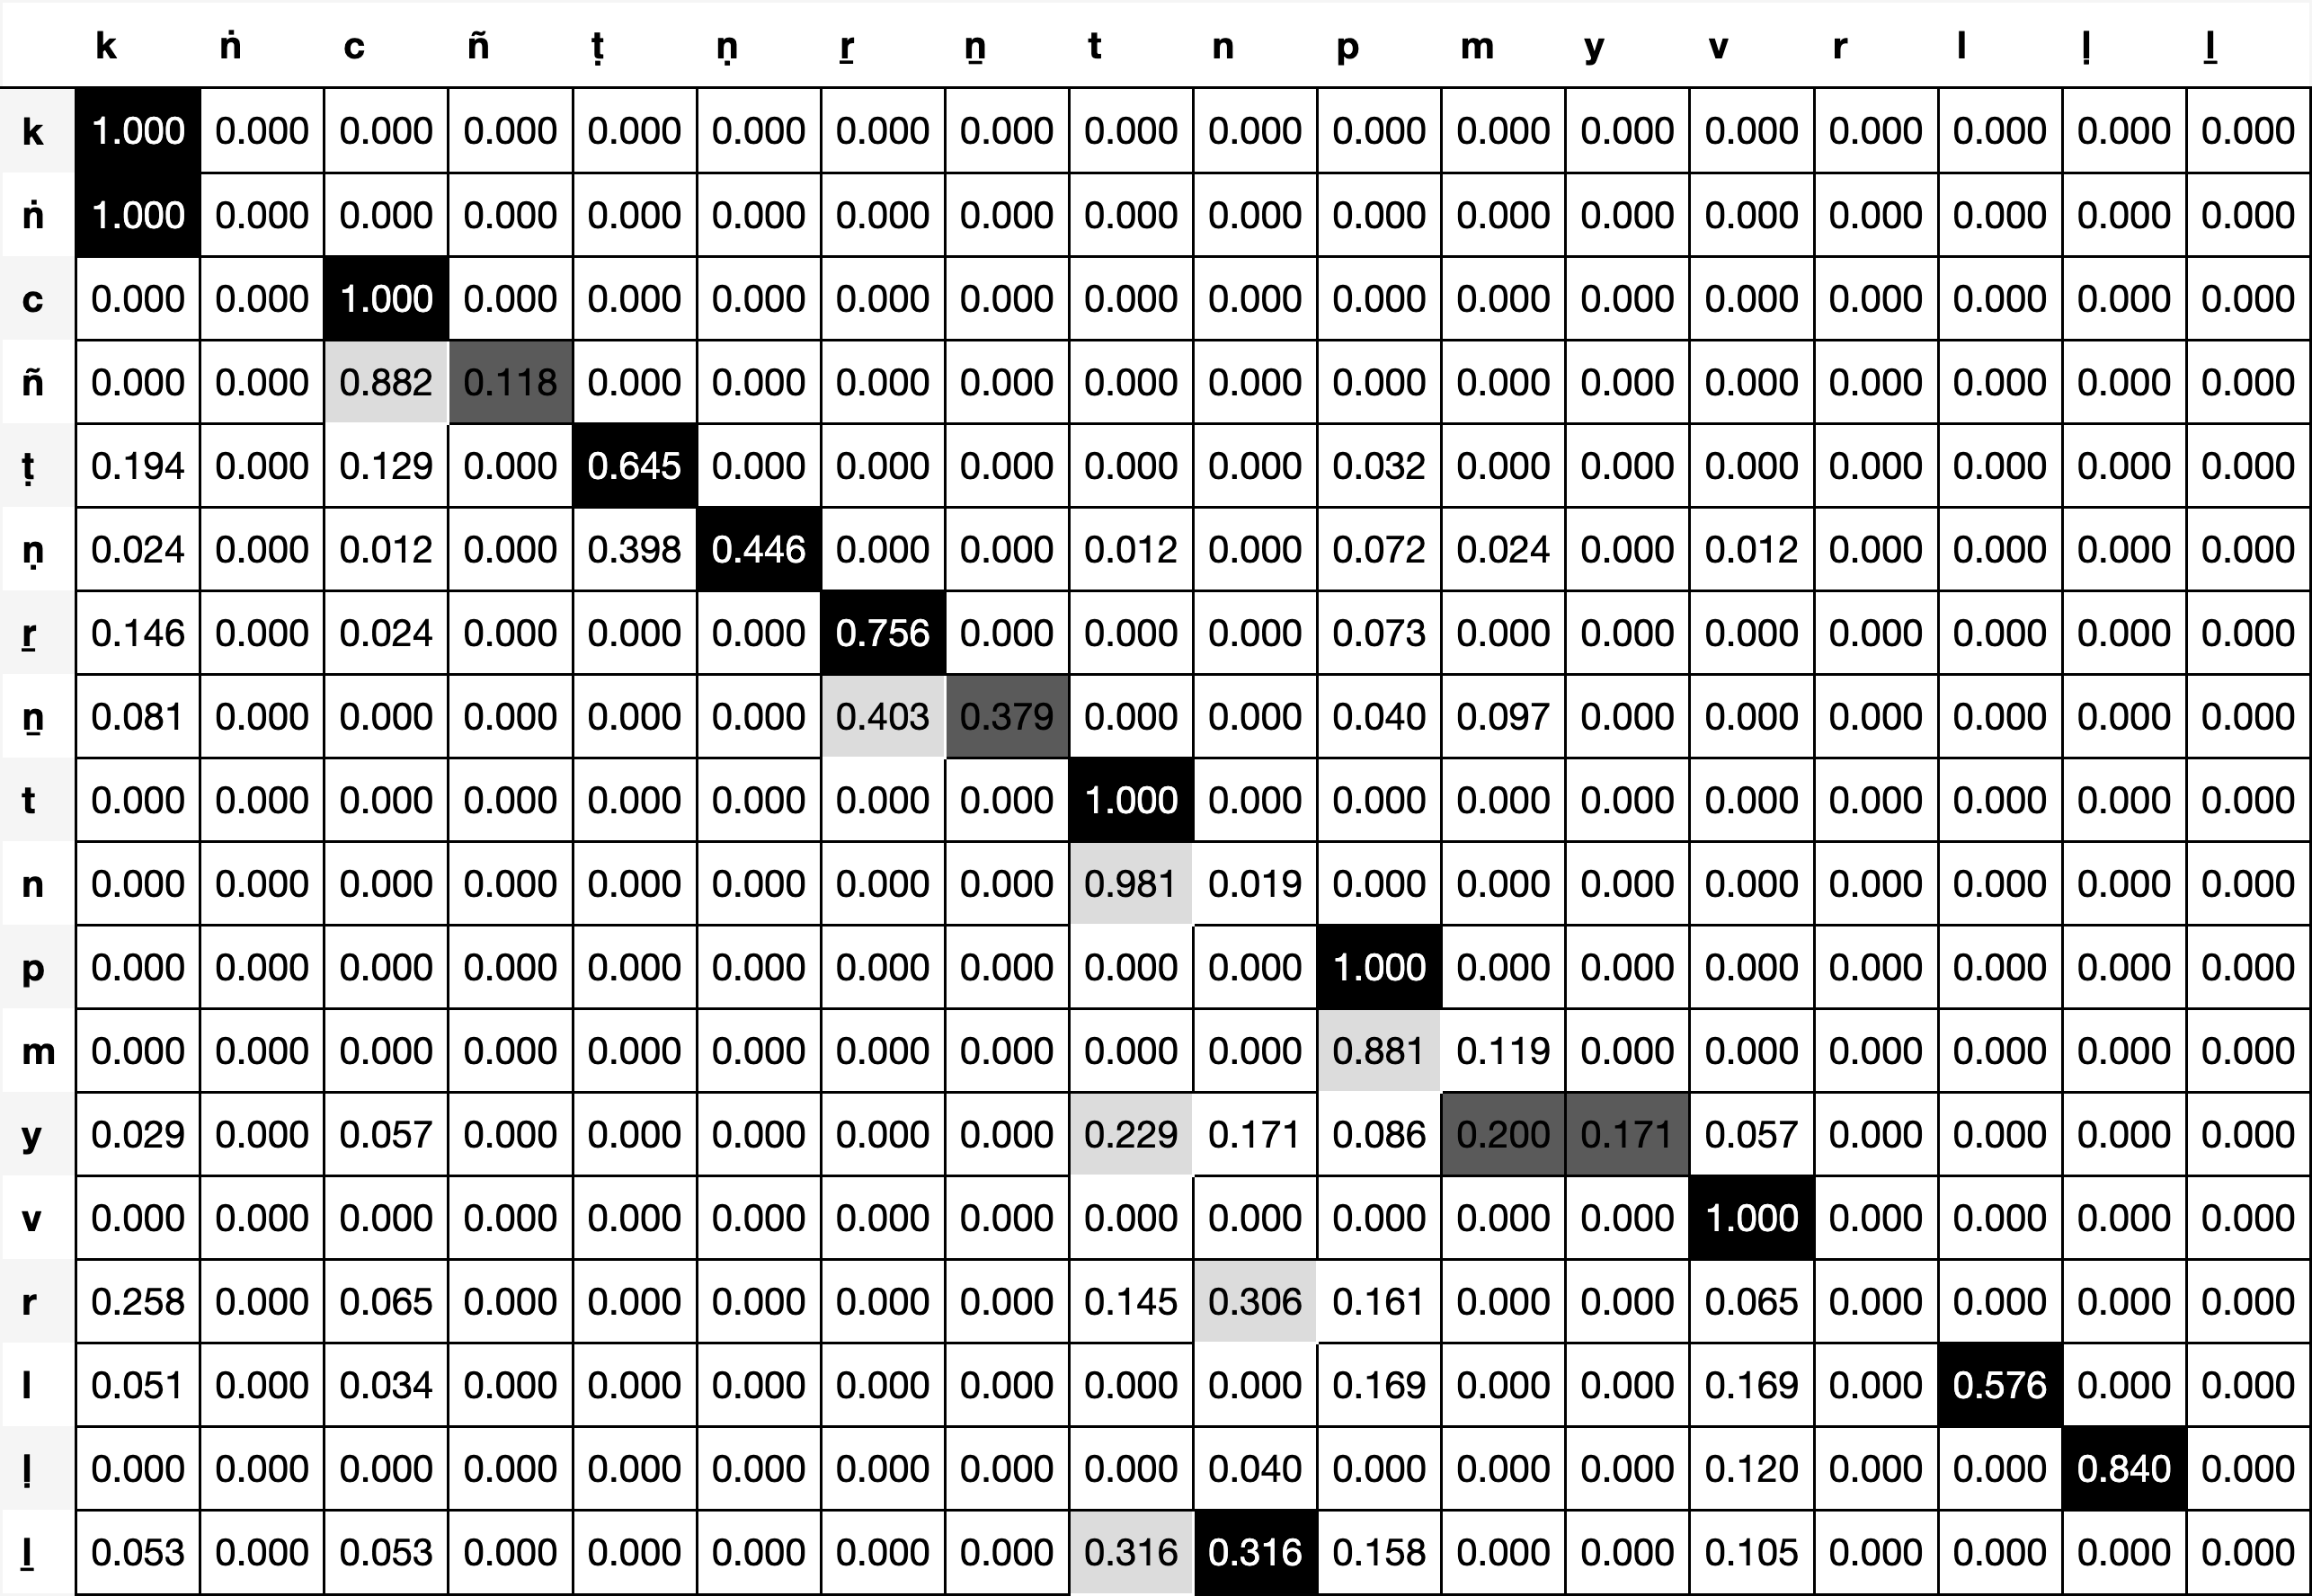 k ṅ c ñ ṭ ṇ ṟ ṉ t n p m y v r l ḷ ḻ
k 1.000 0.000 0.000 0.000 0.000 0.000 0.000 0.000 0.000 0.000 0.000 0.000 0.000 0.000 0.000 0.000 0.000 0.000
ṅ 1.000 0.000 0.000 0.000 0.000 0.000 0.000 0.000 0.000 0.000 0.000 0.000 0.000 0.000 0.000 0.000 0.000 0.000
c 0.000 0.000 1.000 0.000 0.000 0.000 0.000 0.000 0.000 0.000 0.000 0.000 0.000 0.000 0.000 0.000 0.000 0.000
ñ 0.000 0.000 0.882 0.118 0.000 0.000 0.000 0.000 0.000 0.000 0.000 0.000 0.000 0.000 0.000 0.000 0.000 0.000
ṭ 0.194 0.000 0.129 0.000 0.645 0.000 0.000 0.000 0.000 0.000 0.032 0.000 0.000 0.000 0.000 0.000 0.000 0.000
ṇ 0.024 0.000 0.012 0.000 0.398 0.446 0.000 0.000 0.012 0.000 0.072 0.024 0.000 0.012 0.000 0.000 0.000 0.000
ṟ 0.146 0.000 0.024 0.000 0.000 0.000 0.756 0.000 0.000 0.000 0.073 0.000 0.000 0.000 0.000 0.000 0.000 0.000
ṉ 0.081 0.000 0.000 0.000 0.000 0.000 0.403 0.379 0.000 0.000 0.040 0.097 0.000 0.000 0.000 0.000 0.000 0.000
t 0.000 0.000 0.000 0.000 0.000 0.000 0.000 0.000 1.000 0.000 0.000 0.000 0.000 0.000 0.000 0.000 0.000 0.000
n 0.000 0.000 0.000 0.000 0.000 0.000 0.000 0.000 0.981 0.019 0.000 0.000 0.000 0.000 0.000 0.000 0.000 0.000
p 0.000 0.000 0.000 0.000 0.000 0.000 0.000 0.000 0.000 0.000 1.000 0.000 0.000 0.000 0.000 0.000 0.000 0.000
m 0.000 0.000 0.000 0.000 0.000 0.000 0.000 0.000 0.000 0.000 0.881 0.119 0.000 0.000 0.000 0.000 0.000 0.000
y 0.029 0.000 0.057 0.000 0.000 0.000 0.000 0.000 0.229 0.171 0.086 0.200 0.171 0.057 0.000 0.000 0.000 0.000
v 0.000 0.000 0.000 0.000 0.000 0.000 0.000 0.000 0.000 0.000 0.000 0.000 0.000 1.000 0.000 0.000 0.000 0.000
r 0.258 0.000 0.065 0.000 0.000 0.000 0.000 0.000 0.145 0.306 0.161 0.000 0.000 0.065 0.000 0.000 0.000 0.000
l 0.051 0.000 0.034 0.000 0.000 0.000 0.000 0.000 0.000 0.000 0.169 0.000 0.000 0.169 0.000 0.576 0.000 0.000
ḷ 0.000 0.000 0.000 0.000 0.000 0.000 0.000 0.000 0.000 0.040 0.000 0.000 0.000 0.120 0.000 0.000 0.840 0.000
ḻ 0.053 0.000 0.053 0.000 0.000 0.000 0.000 0.000 0.316 0.316 0.158 0.000 0.000 0.105 0.000 0.000 0.000 0.000